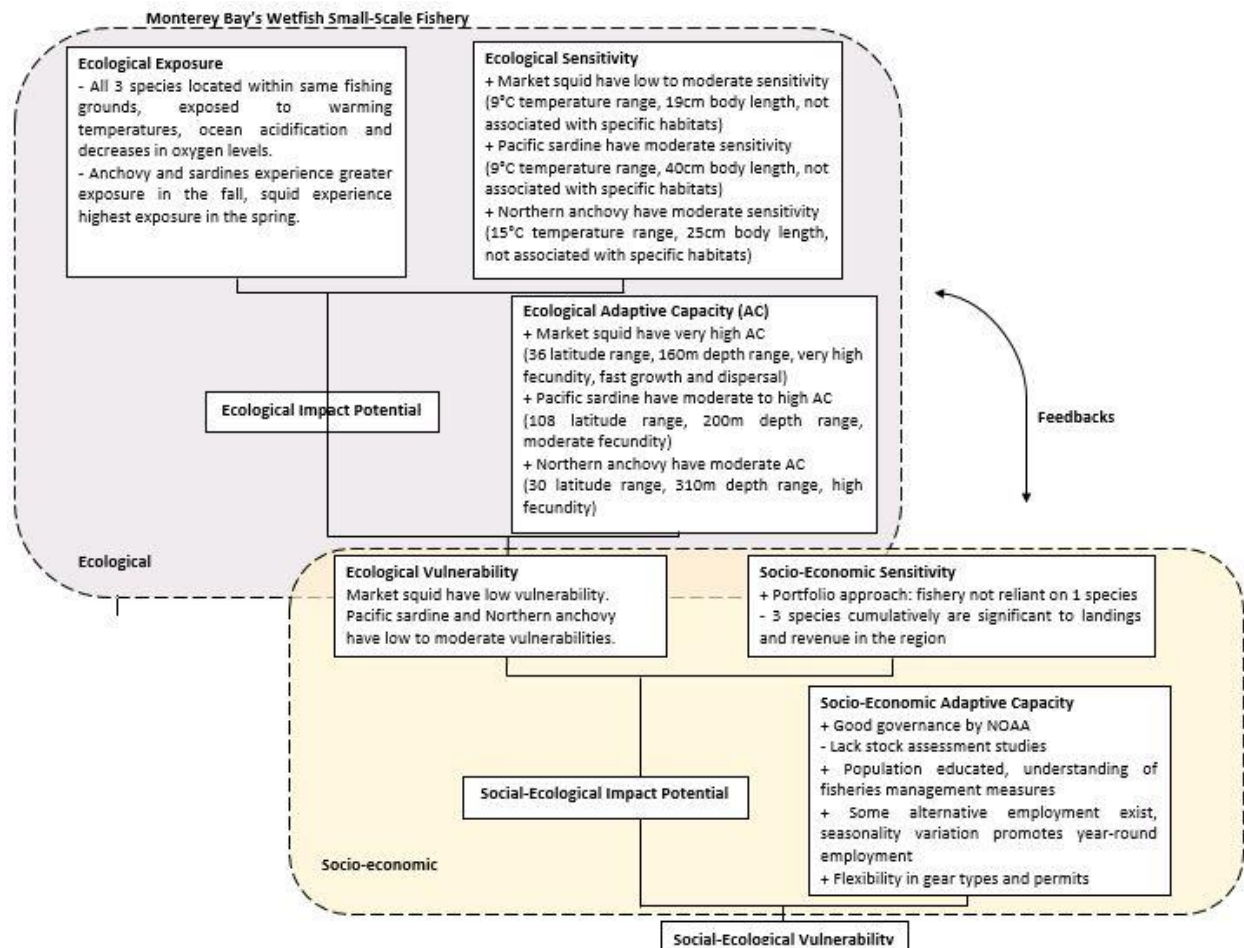 Monterey Bay's Wetfish Small-Scale Fishery
Ecological Exposure
- All 3 species located within same fishing
grounds, exposed to warming
temperatures, ocean acidification and
decreases in oxygen levels.
- Anchovy and sardines experience greater
exposure in the fall, squid experience
highest exposure in the spring.
Ecological Sensitivity
+ Market squid have low to moderate sensitivity
(9°C temperature range, 19cm body length, not
associated with specific habitats)
+ Pacific sardine have moderate sensitivity
(9°C temperature range, 40cm body length, not
associated with specific habitats)
+ Northern anchovy have moderate sensitivity
(15°C temperature range, 25cm body length,
not associated with specific habitats)
Ecological Adaptive Capacity (AC)
+ Market squid have very high AC
(36 latitude range, 160m depth range, very high
fecundity, fast growth and dispersal)
+ Pacific sardine have moderate to high AC
(108 latitude range, 200m depth range,
moderate fecundity)
+ Northern anchovy have moderate AC
(30 latitude range, 310m depth range, high
fecundity)
Ecological Impact Potential
Feedbacks
Ecological
Ecological Vulnerability
Market squid have low vulnerability.
Pacific sardine and Northern anchovy
have low to moderate vulnerabilities.
Socio-Economic Sensitivity
+ Portfolio approach: fishery not reliant on 1 species
- 3 species cumulatively are significant to landings
and revenue in the region
Socio-Economic Adaptive Capacity
+ Good governance by NOAA
- Lack stock assessment studies
+ Population educated, understanding of
fisheries management measures
+ Some alternative employment exist,
seasonality variation promotes year-round
employment
+ Flexibility in gear types and permits
Social-Ecological Impact Potential
Socio-economic
Social-Ecological Vulnerability